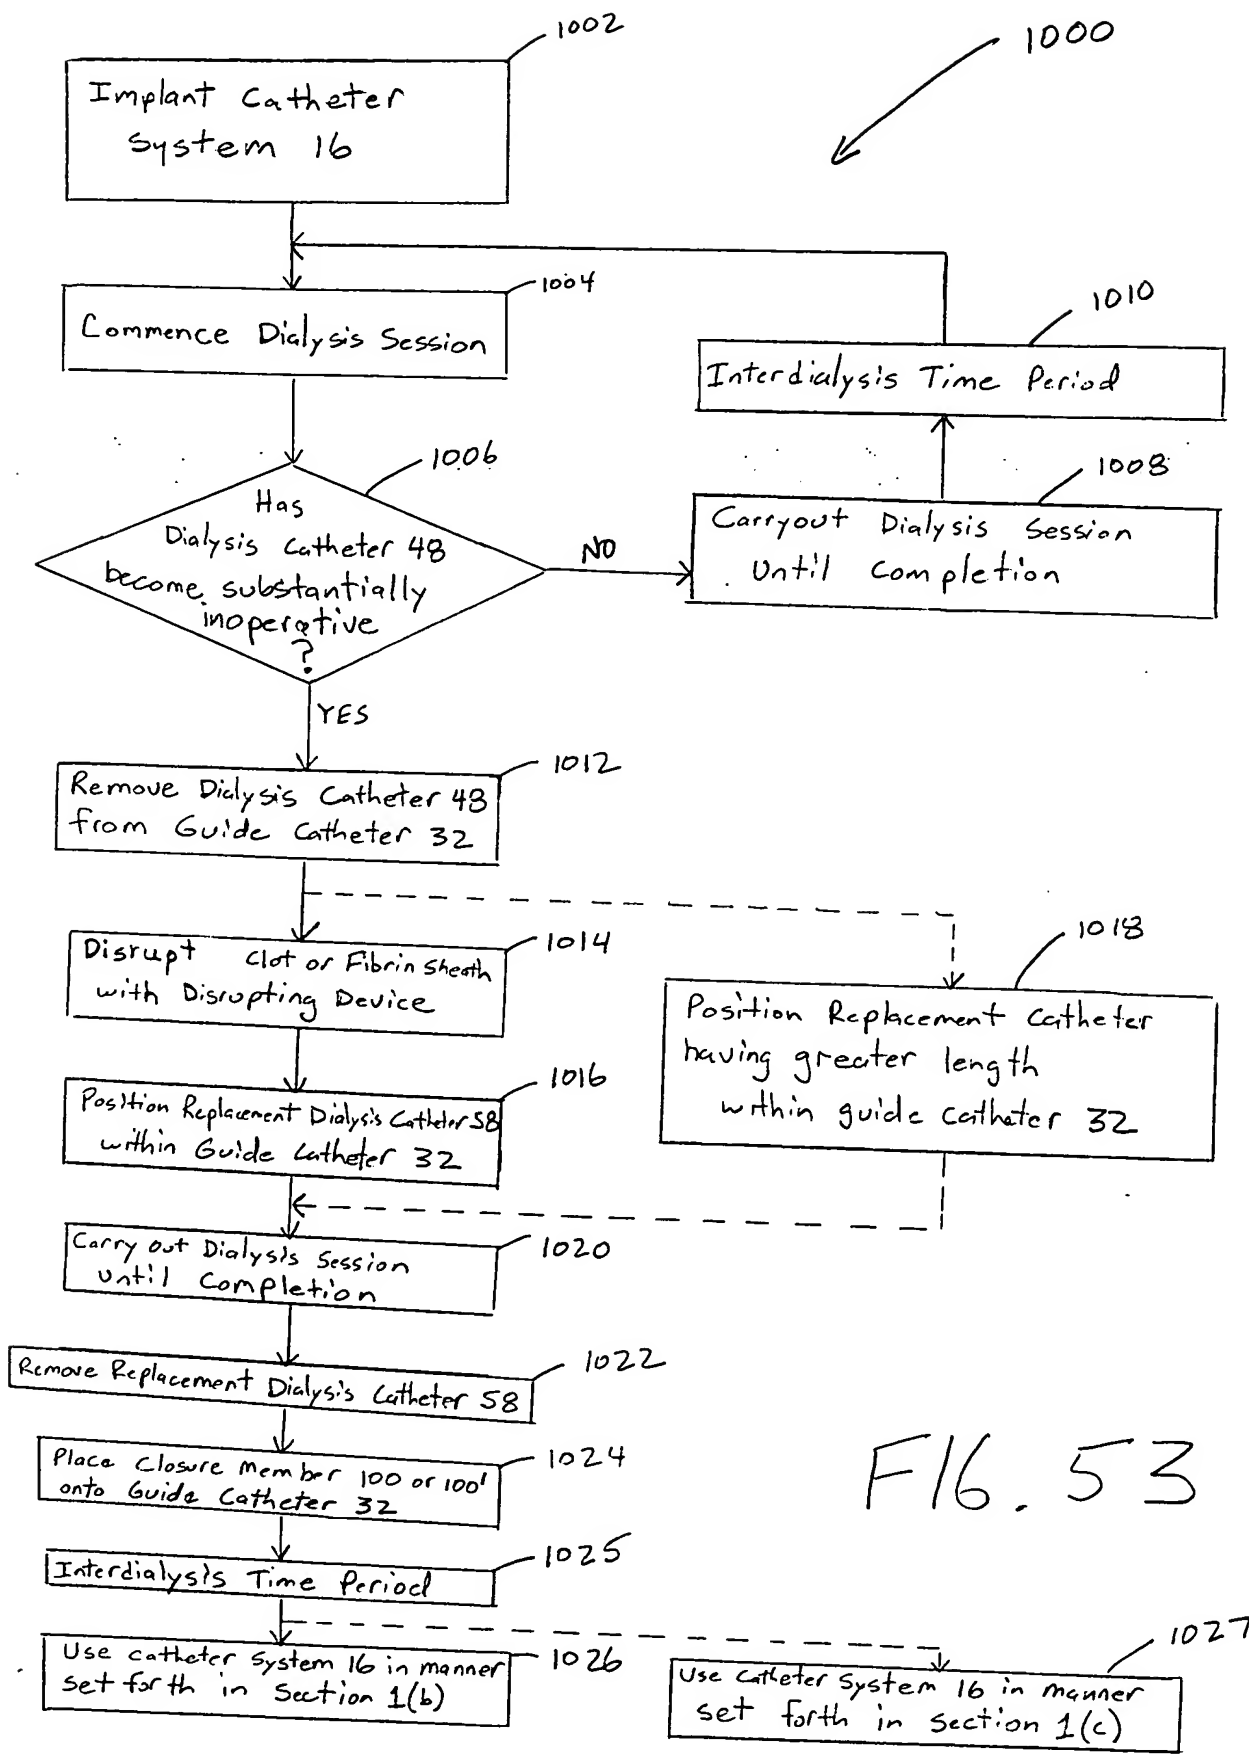 1002
1000
Implant Catheter
System 16
1004
Commence Dialysis Session
1010
Interdialysis Time Period
1006
Has
Dialysis Catheter 48
become substantially
inoperative
?
NO
1008
Carryout Dialysis Session
Until Completion
YES
1012
Remove Dialysis Catheter 48
from Guide Catheter 32
1014
Disrupt Clot or Fibrin Sheath
with Disrupting Device
1018
Position Replacement Catheter
having greater length
within guide catheter 32
1016
Position Replacement Dialysis Catheter 58
within Guide Catheter 32
1020
Carry out Dialysis Session
until Completion
1022
Remove Replacement Dialysis Catheter 58
1024
Place Closure Member 100 or 100'
onto Guide Catheter 32
FIG. 53
1025
Interdialysis Time Period
1026
Use catheter System 16 in manner
set forth in Section 1(b)
1027
Use Catheter System 16 in manner
set forth in Section 1(c)